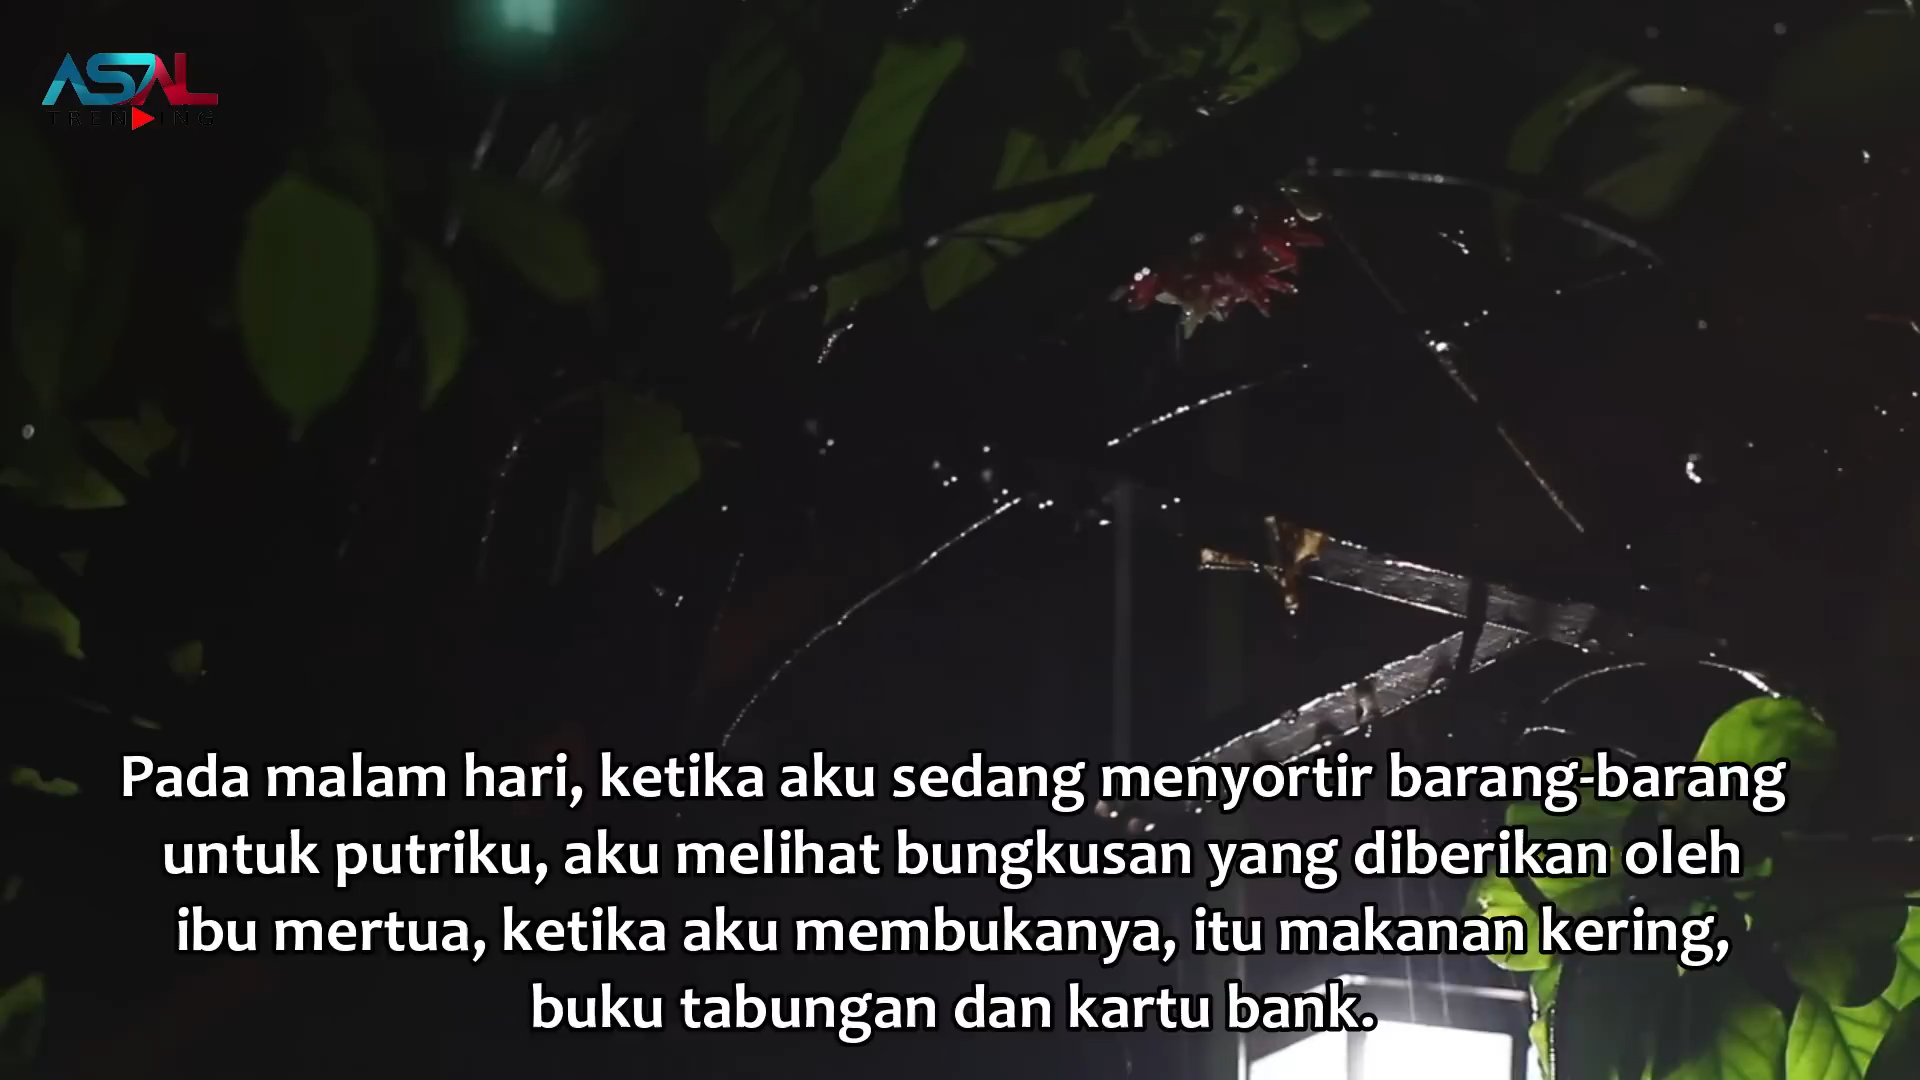 ASAL
TRENDING
Pada malam hari, ketika aku sedang menyortir barang-barang
untuk putriku, aku melihat bungkusan yang diberikan oleh
ibu mertua, ketika aku membukanya, itu makanan kering,
buku tabungan dan kartu bank.